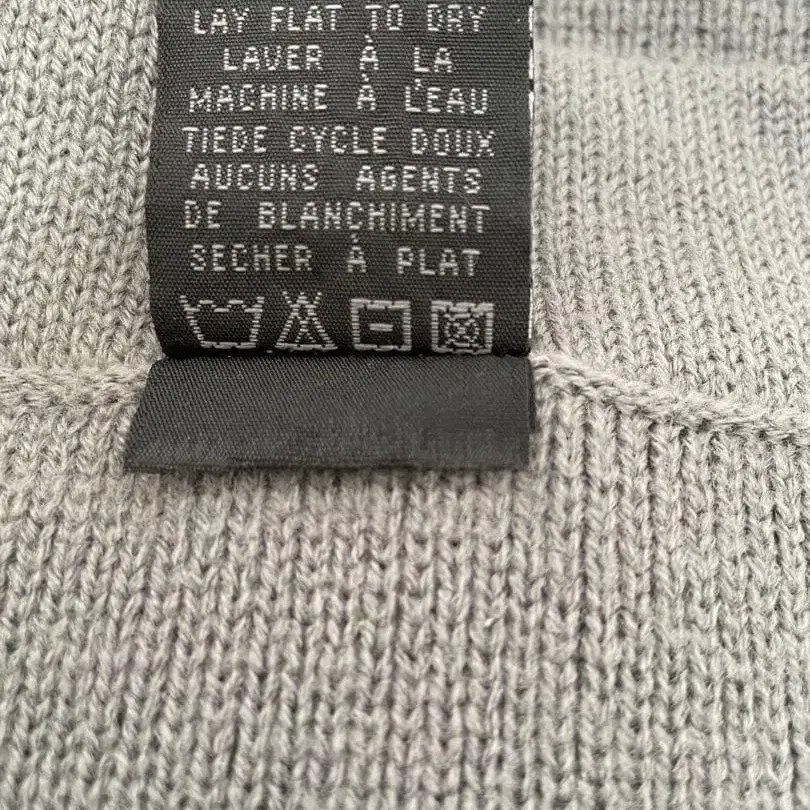 LAY FLAT TO DRY
LAVER À LA
MACHINE À L'EAU
TIEDE CYCLE DOUX
AUCUNS AGENTS
DE BLANCHIMENT
SECHER À PLAT